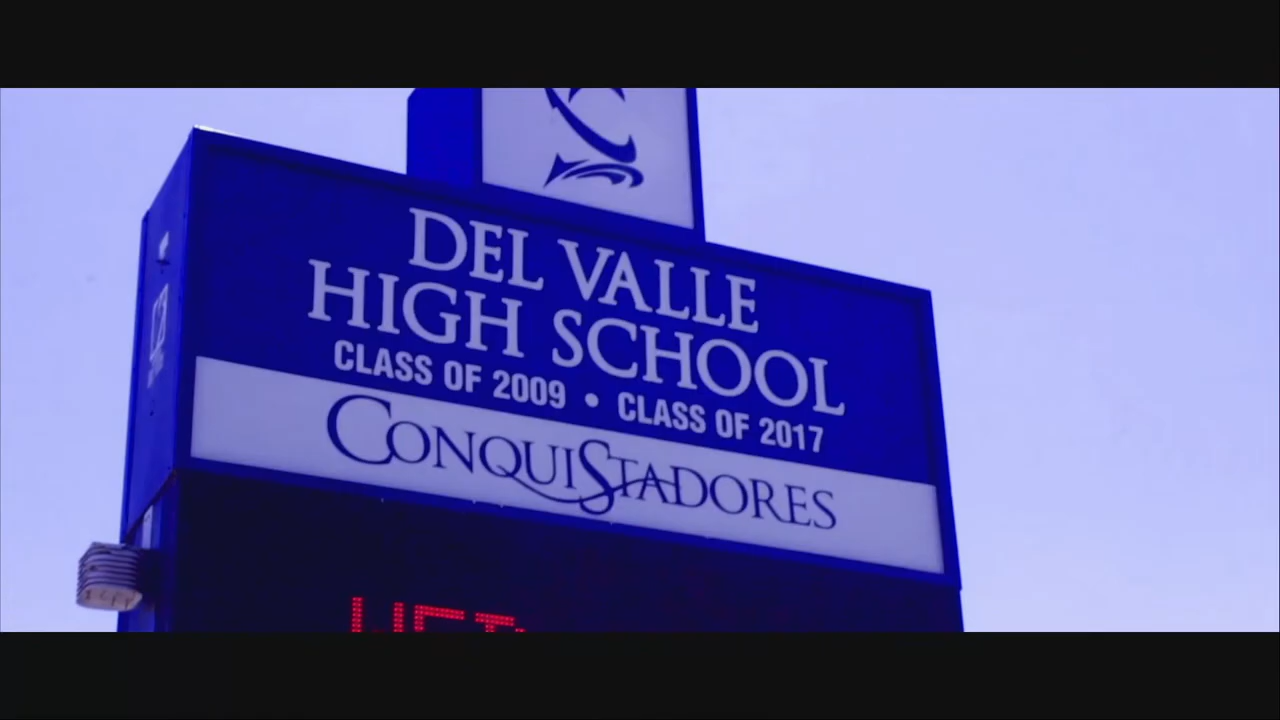 DEL VALLE
HIGH SCHOOL
CLASS OF 2009 • CLASS OF 2017
CONQUISTADORES